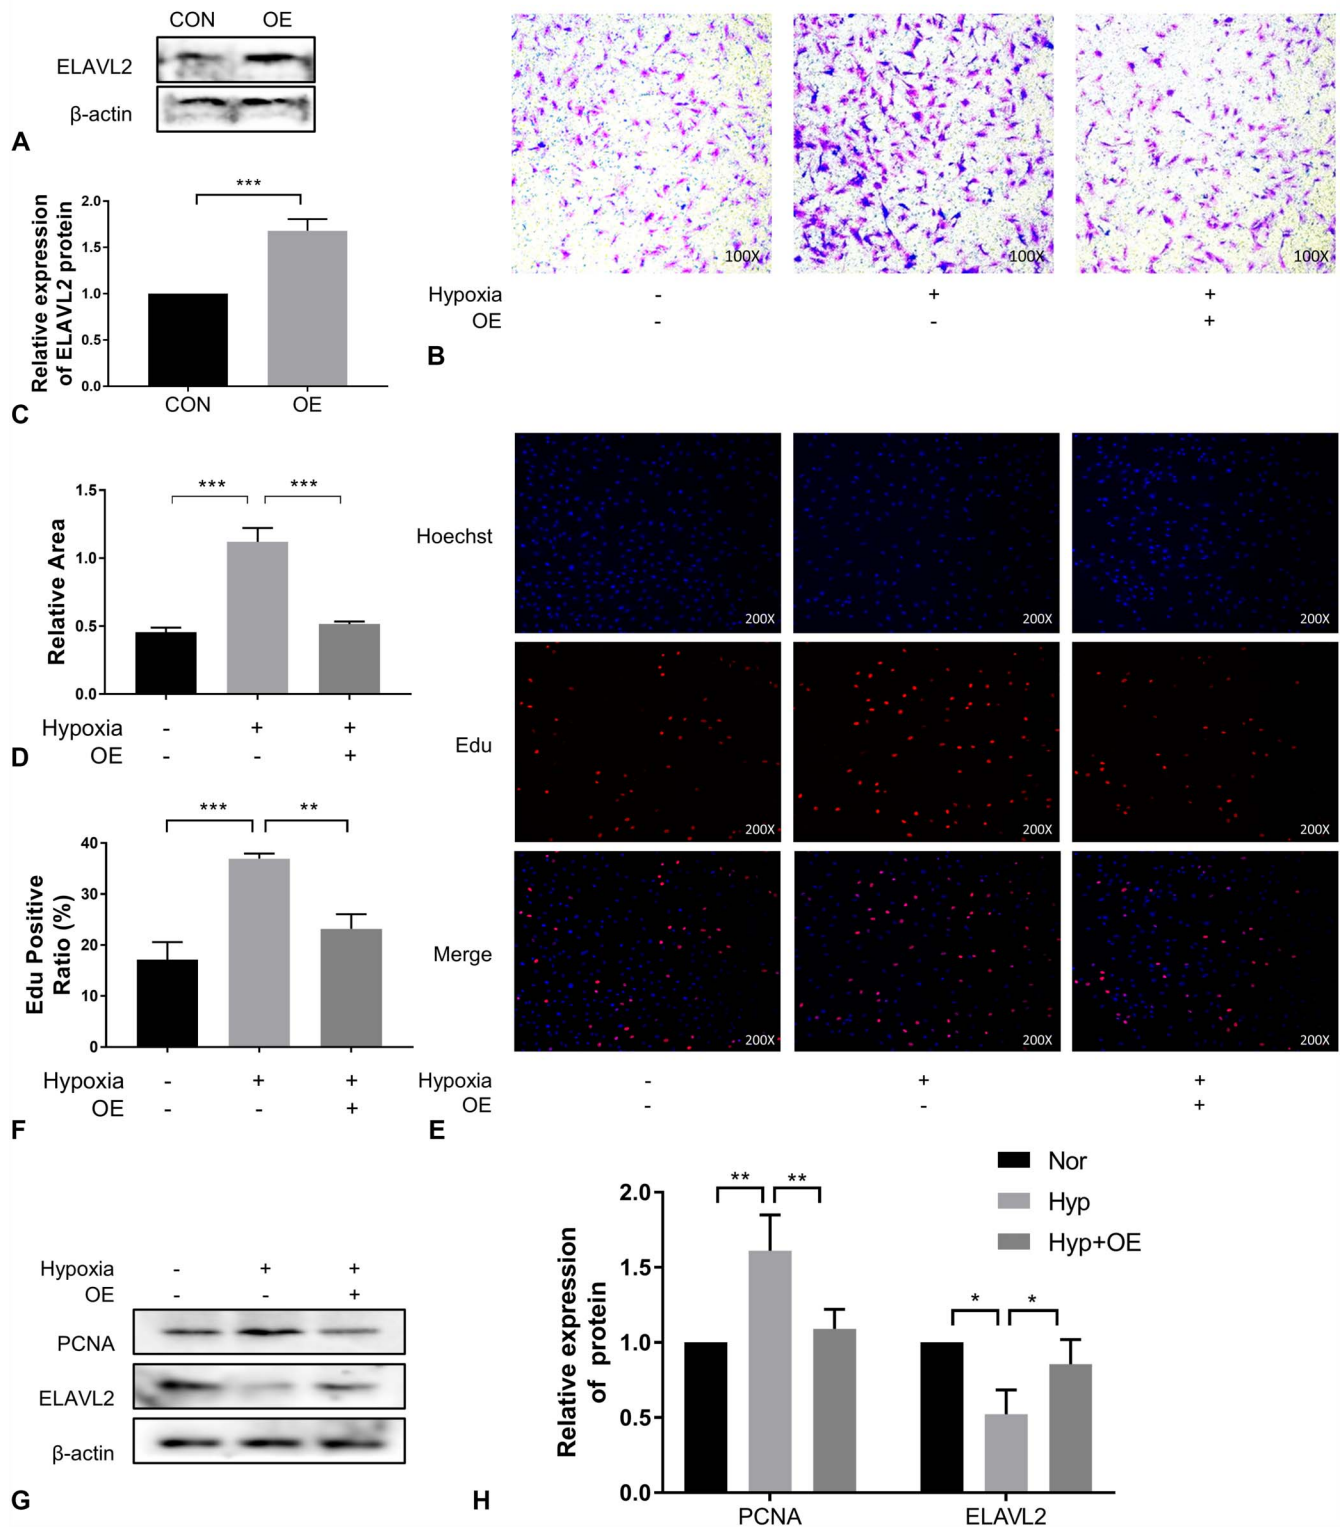 CON OE
ELAVL2
β-actin
A
***
Relative expression
of ELAVL2 protein
2.0
1.5
1.0
0.5
0.0
CON OE
C
100X 100X 100X
Hypoxia - + +
OE - - +
B
*** ***
Relative Area
1.5
1.0
0.5
0.0
Hypoxia - + +
OE - - +
D
*** **
Edu Positive
Ratio (%)
40
30
20
10
0
Hypoxia - + +
OE - - +
F
Hoechst
200X 200X 200X
Edu
200X 200X 200X
Merge
200X 200X 200X
Hypoxia - + +
OE - - +
E
Hypoxia - + +
OE - - +
PCNA
ELAVL2
β-actin
G
Nor
Hyp
Hyp+OE
** **
* *
Relative expression
of protein
2.0
1.5
1.0
0.5
0.0
PCNA ELAVL2
H